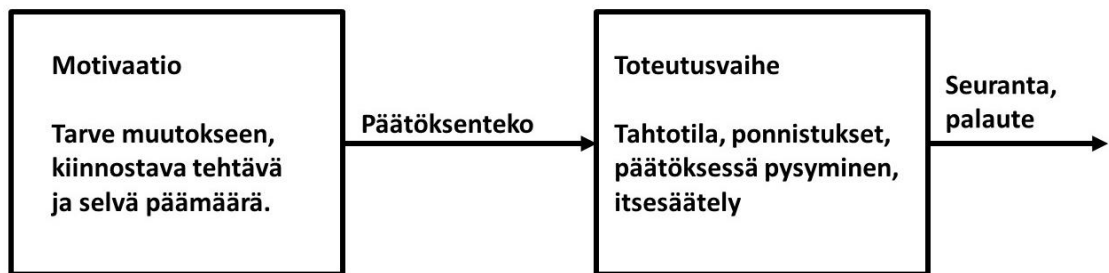 Motivaatio
Tarve muutokseen,
kiinnostava tehtävä
ja selvä päämäärä.
Päätöksenteko
Toteutusvaihe
Tahtotila, ponnistukset,
päätöksessä pysyminen,
itsesäätely
Seuranta,
palaute